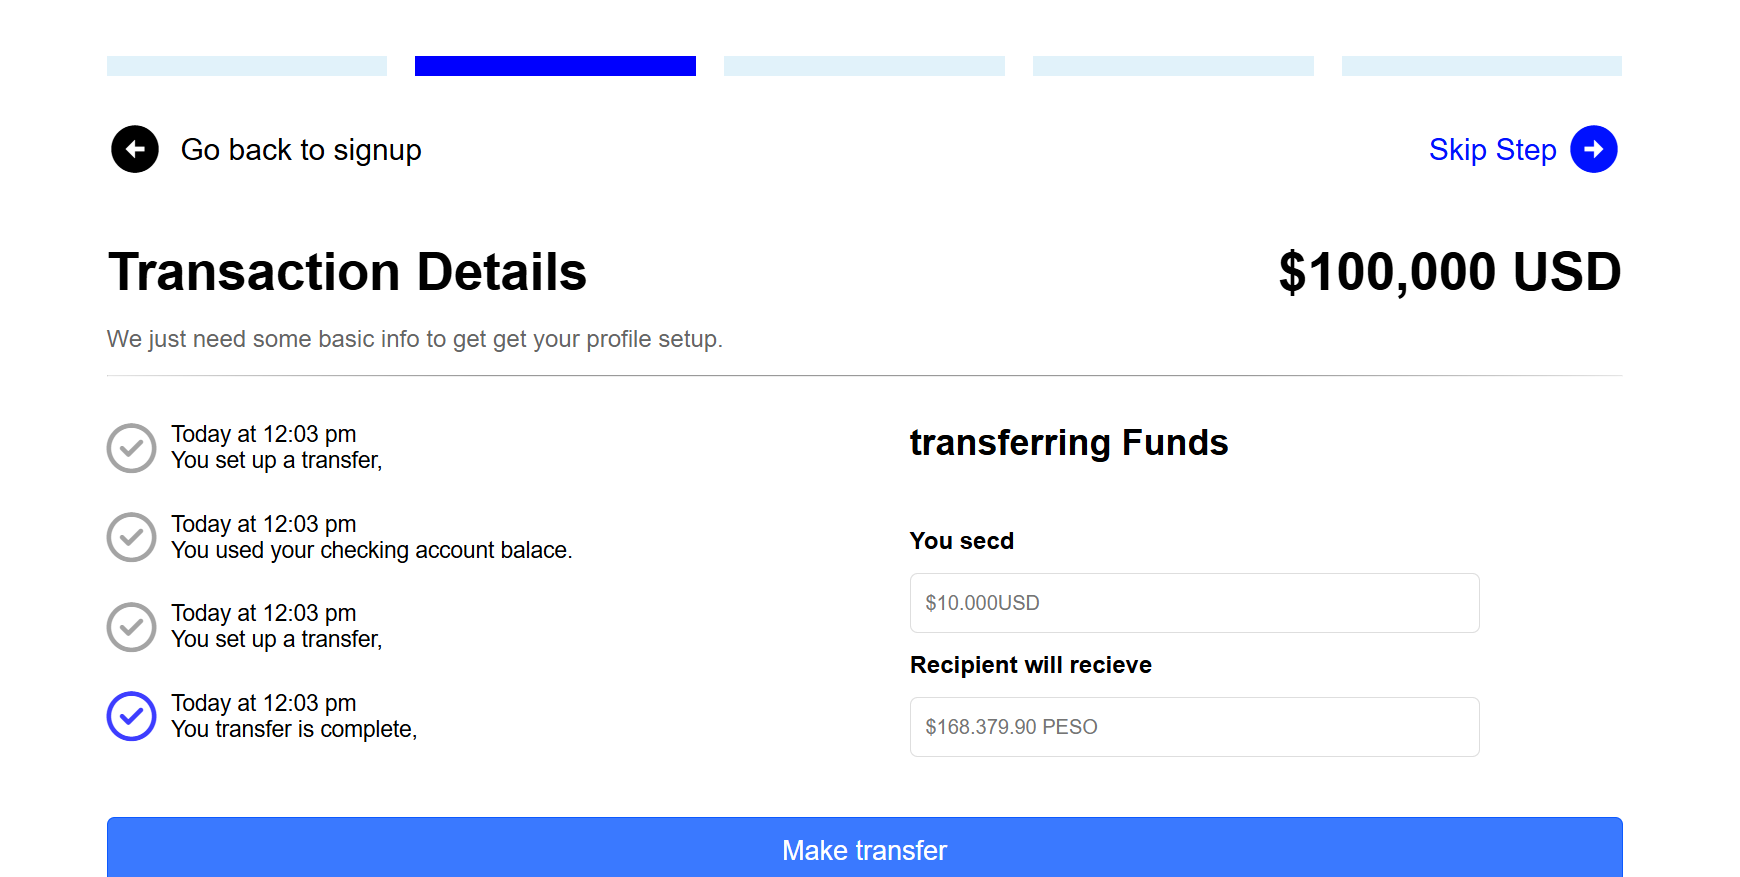 Go back to signup
Skip Step
Transaction Details
$100,000 USD
We just need some basic info to get get your profile setup.
Today at 12:03 pm
You set up a transfer,
Today at 12:03 pm
You used your checking account balace.
Today at 12:03 pm
You set up a transfer,
Today at 12:03 pm
You transfer is complete,
transferring Funds
You secd
$10.000USD
Recipient will recieve
$168.379.90 PESO
Make transfer